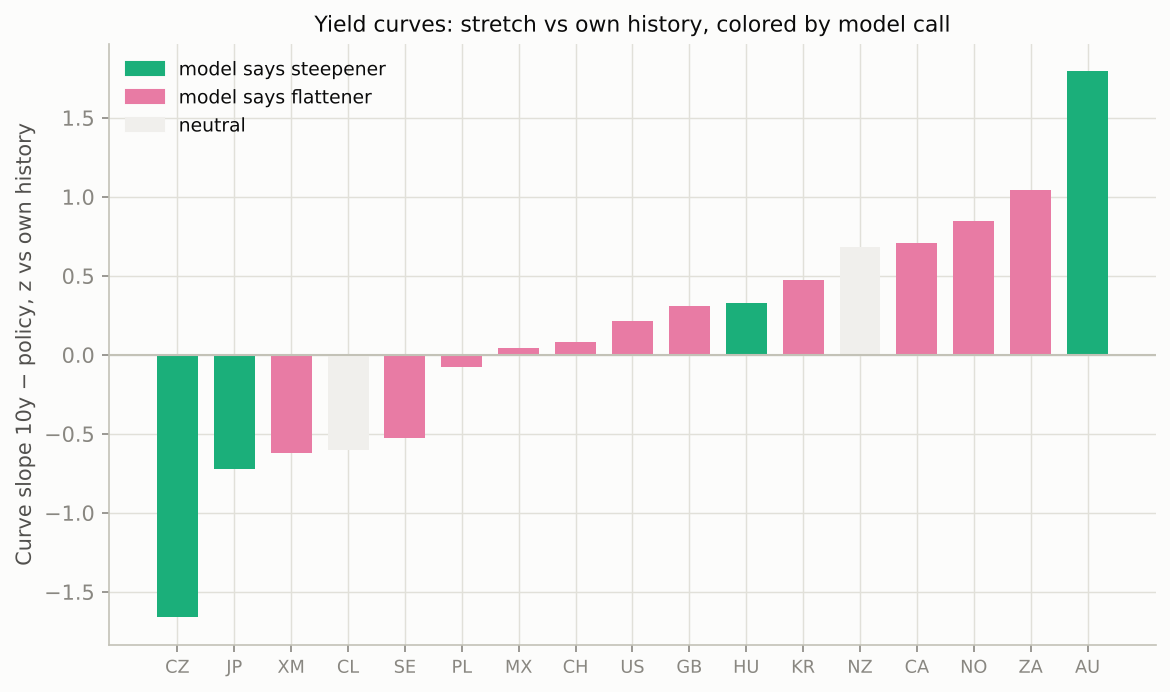 Yield curves: stretch vs own history, colored by model call
model says steepener
model says flattener
neutral
Curve slope 10y − policy, z vs own history
1.5
1.0
0.5
0.0
−0.5
−1.0
−1.5
CZ JP XM CL SE PL MX CH US GB HU KR NZ CA NO ZA AU